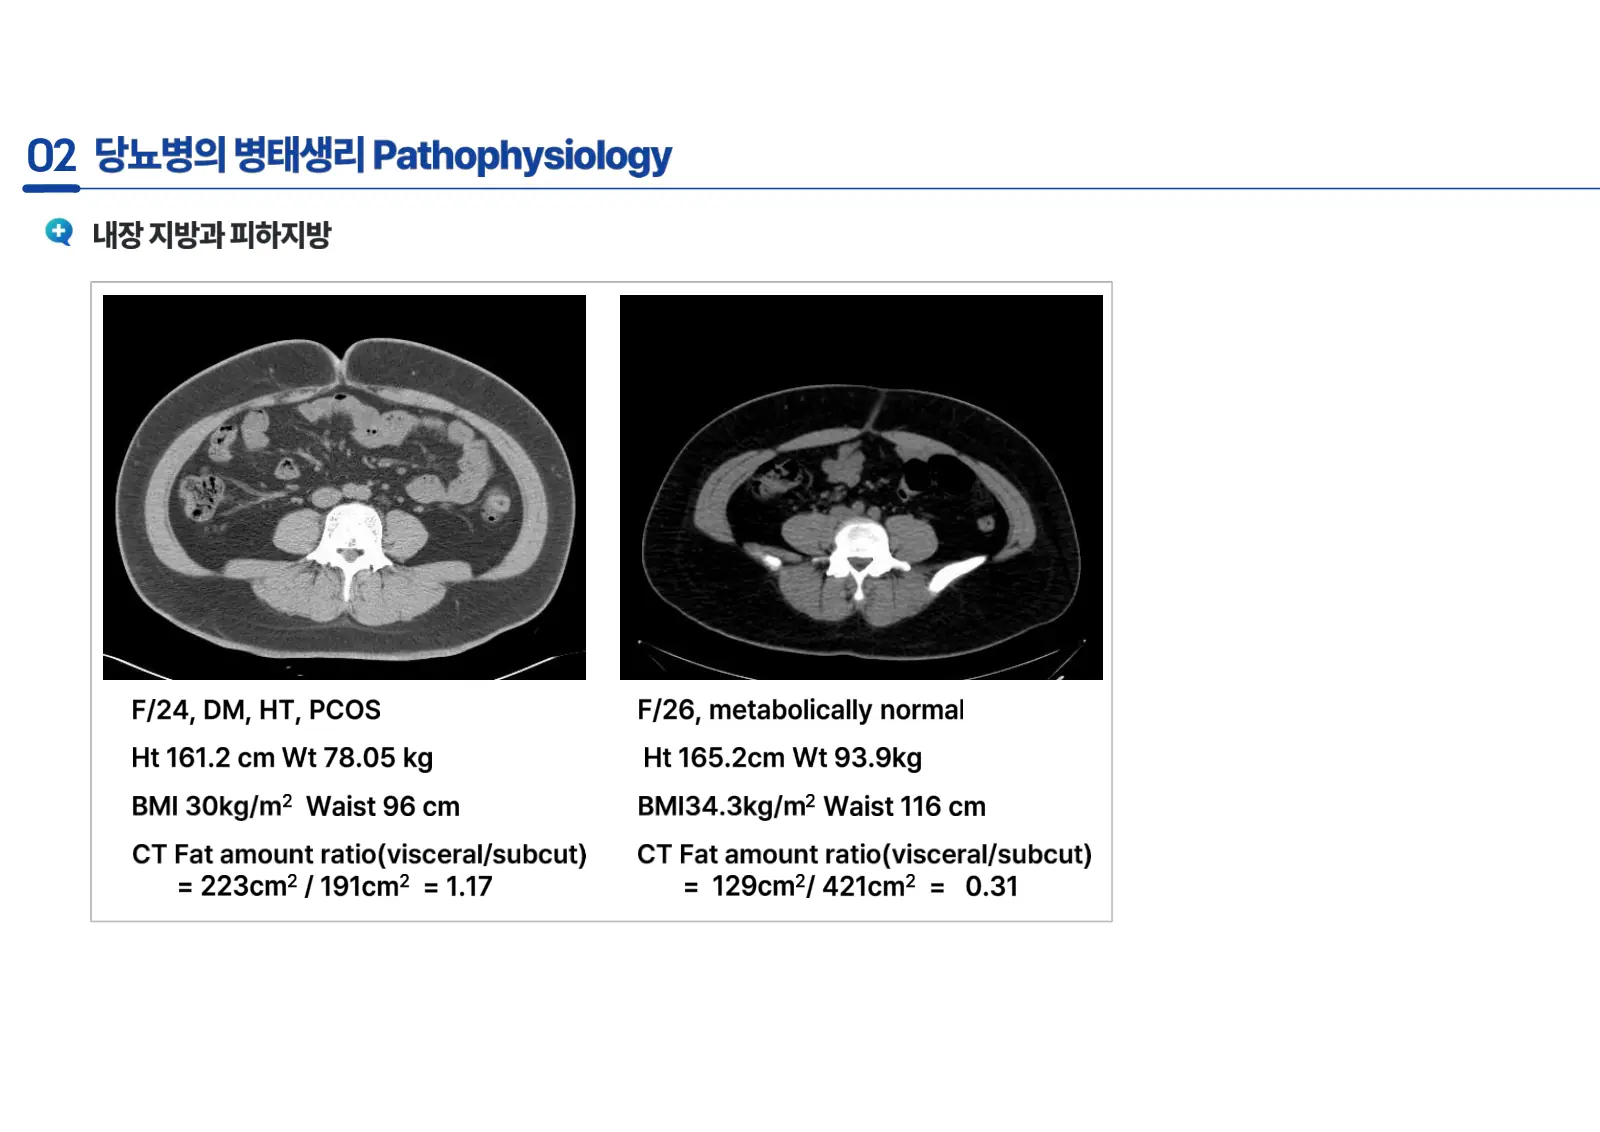 02 당뇨병의 병태생리 Pathophysiology
내장 지방과 피하지방
F/24, DM, HT, PCOS
Ht 161.2 cm Wt 78.05 kg
BMI 30kg/m² Waist 96 cm
CT Fat amount ratio(visceral/subcut)
= 223cm² / 191cm² = 1.17
F/26, metabolically normal
Ht 165.2cm Wt 93.9kg
BMI34.3kg/m² Waist 116 cm
CT Fat amount ratio(visceral/subcut)
= 129cm²/ 421cm² = 0.31